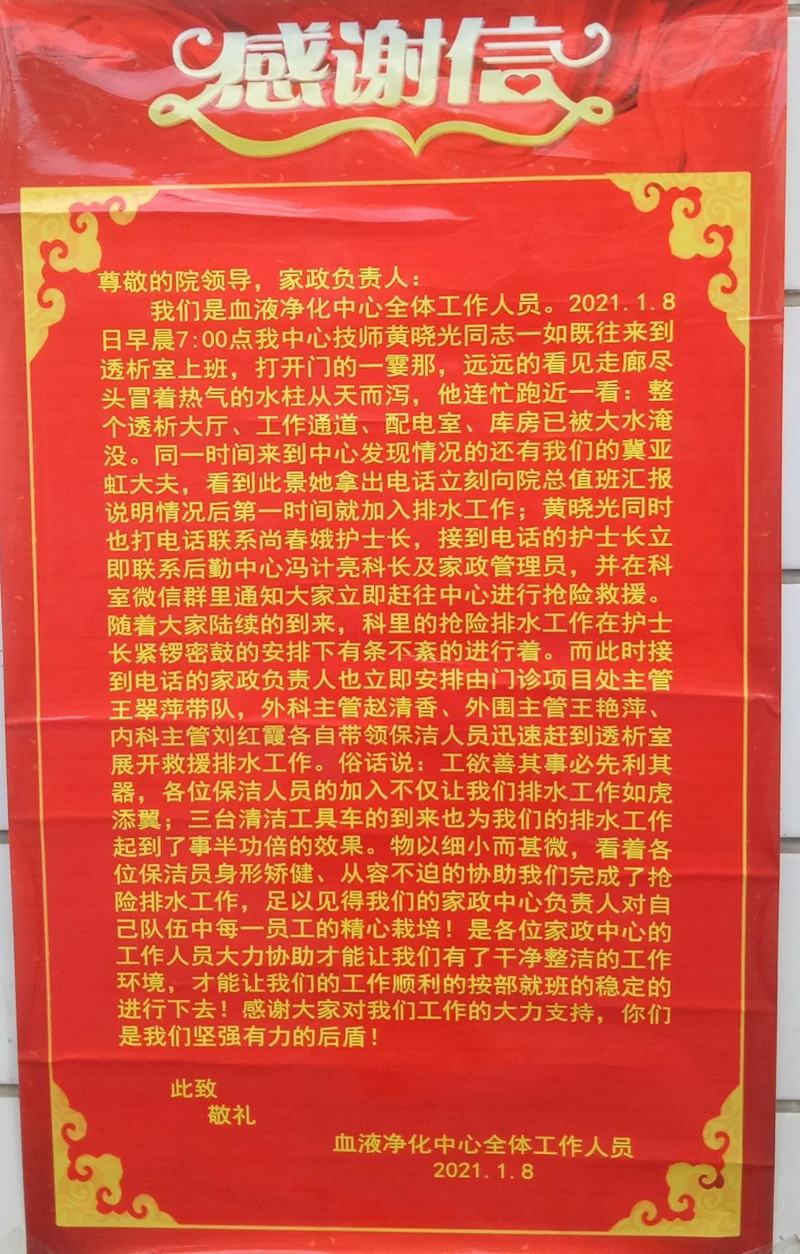 感谢信
尊敬的院领导，家政负责人：
我们是血液净化中心全体工作人员。2021.1.8
日早晨7:00点我中心技师黄晓光同志一如既往来到
透析室上班，打开门的一霎那，远远的看见走廊尽
头冒着热气的水柱从天而泻，他连忙跑近一看：整
个透析大厅、工作通道、配电室、库房已被大水淹
没。同一时间来到中心发现情况的还有我们的冀亚
虹大夫，看到此景她拿出电话立刻向院总值班汇报
说明情况后第一时间就加入排水工作；黄晓光同时
也打电话联系尚春娥护士长，接到电话的护士长立
即联系后勤中心冯计亮科长及家政管理员，并在科
室微信群里通知大家立即赶往中心进行抢险救援。
随着大家陆续的到来，科里的抢险排水工作在护士
长紧锣密鼓的安排下有条不紊的进行着。而此时接
到电话的家政负责人也立即安排由门诊项目处主管
王翠萍带队，外科主管赵清香、外围主管王艳萍、
内科主管刘红霞各自带领保洁人员迅速赶到透析室
展开救援排水工作。俗话说：工欲善其事必先利其
器，各位保洁人员的加入不仅让我们排水工作如虎
添翼；三台清洁工具车的到来也为我们的排水工作
起到了事半功倍的效果。物以细小而甚微，看着各
位保洁员身形矫健、从容不迫的协助我们完成了抢
险排水工作，足以见得我们的家政中心负责人对自
己队伍中每一员工的精心栽培！是各位家政中心的
工作人员大力协助才能让我们有了干净整洁的工作
环境，才能让我们的工作顺利的按部就班的稳定的
进行下去！感谢大家对我们工作的大力支持，你们
是我们坚强有力的后盾！
此致
敬礼
血液净化中心全体工作人员
2021.1.8